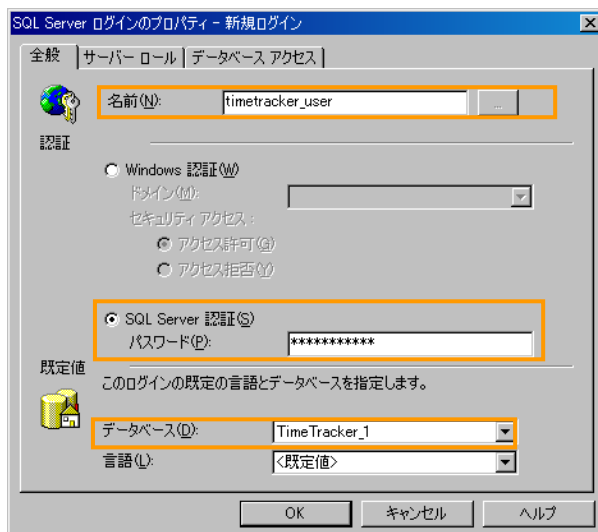 SQL Server ログインのプロパティ - 新規ログイン
全般 サーバー ロール データベース アクセス
名前(N): timetracker_user ...
認証
Windows 認証(W)
ドメイン(M):
セキュリティ アクセス :
アクセス許可(G)
アクセス拒否(Y)
SQL Server 認証(S)
パスワード(P): ***********
既定値
このログインの既定の言語とデータベースを指定します。
データベース(D): TimeTracker_1
言語(L): <既定値>
OK キャンセル ヘルプ